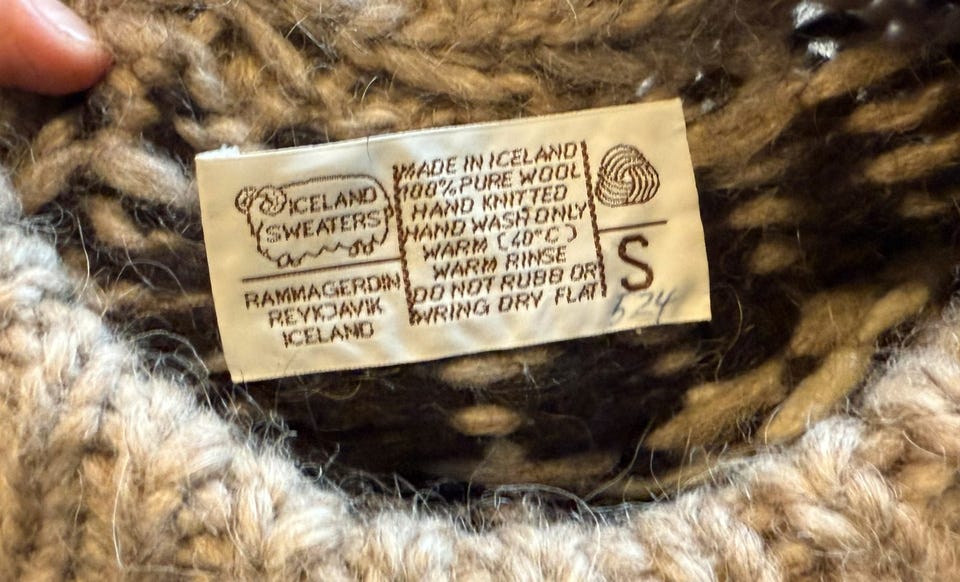 ICELAND
SWEATERS
RAMMAGERDIN
REYKJAVIK
ICELAND
MADE IN ICELAND
100% PURE WOOL
HAND KNITTED
HAND WASH ONLY
WARM (40°C)
WARM RINSE
DO NOT RUBB OR
WRING DRY FLAT
S
624